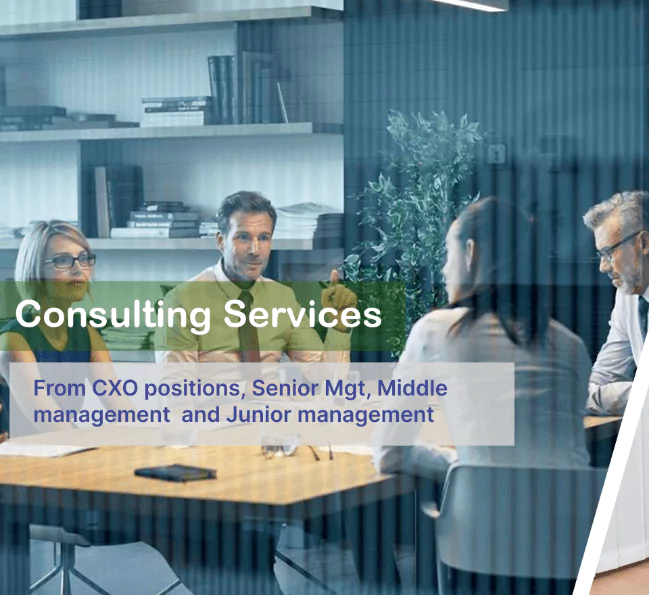 Consulting Services
From CXO positions, Senior Mgt, Middle
management  and Junior management